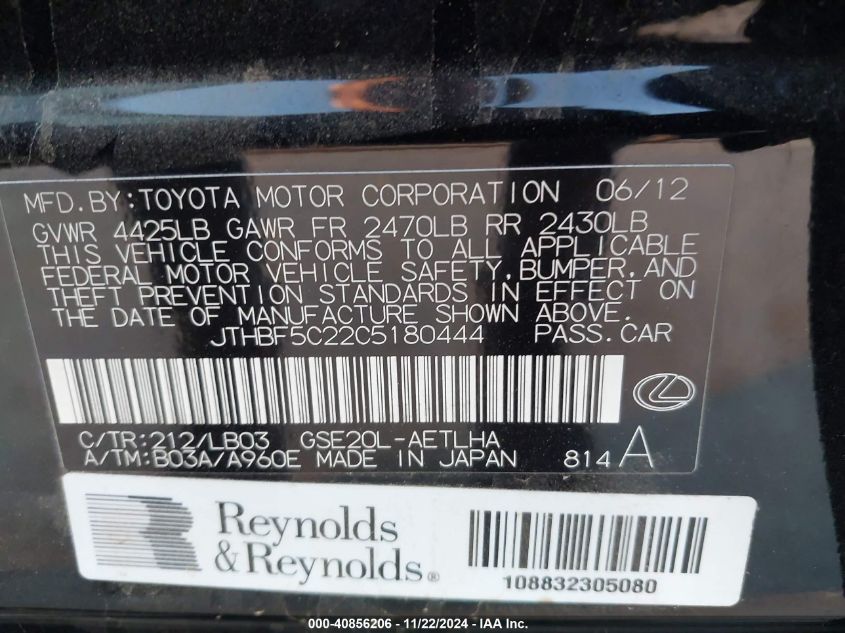 MFD.BY:TOYOTA MOTOR CORPORATION 06/12
GVWR 4425LB GAWR FR 2470LB RR 2430LB
THIS VEHICLE CONFORMS TO ALL APPLICABLE
FEDERAL MOTOR VEHICLE SAFETY,BUMPER,AND
THEFT PREVENTION STANDARDS IN EFFECT ON
THE DATE OF MANUFACTURE SHOWN ABOVE.
JTHBF5C22C5180444 PASS.CAR
C/TR:212/LB03 GSE20L-AETLHA
A/TM:B03A/A960E MADE IN JAPAN 814A
Reynolds
&Reynolds®
108832305080
000-40856206 - 11/22/2024 - IAA Inc.